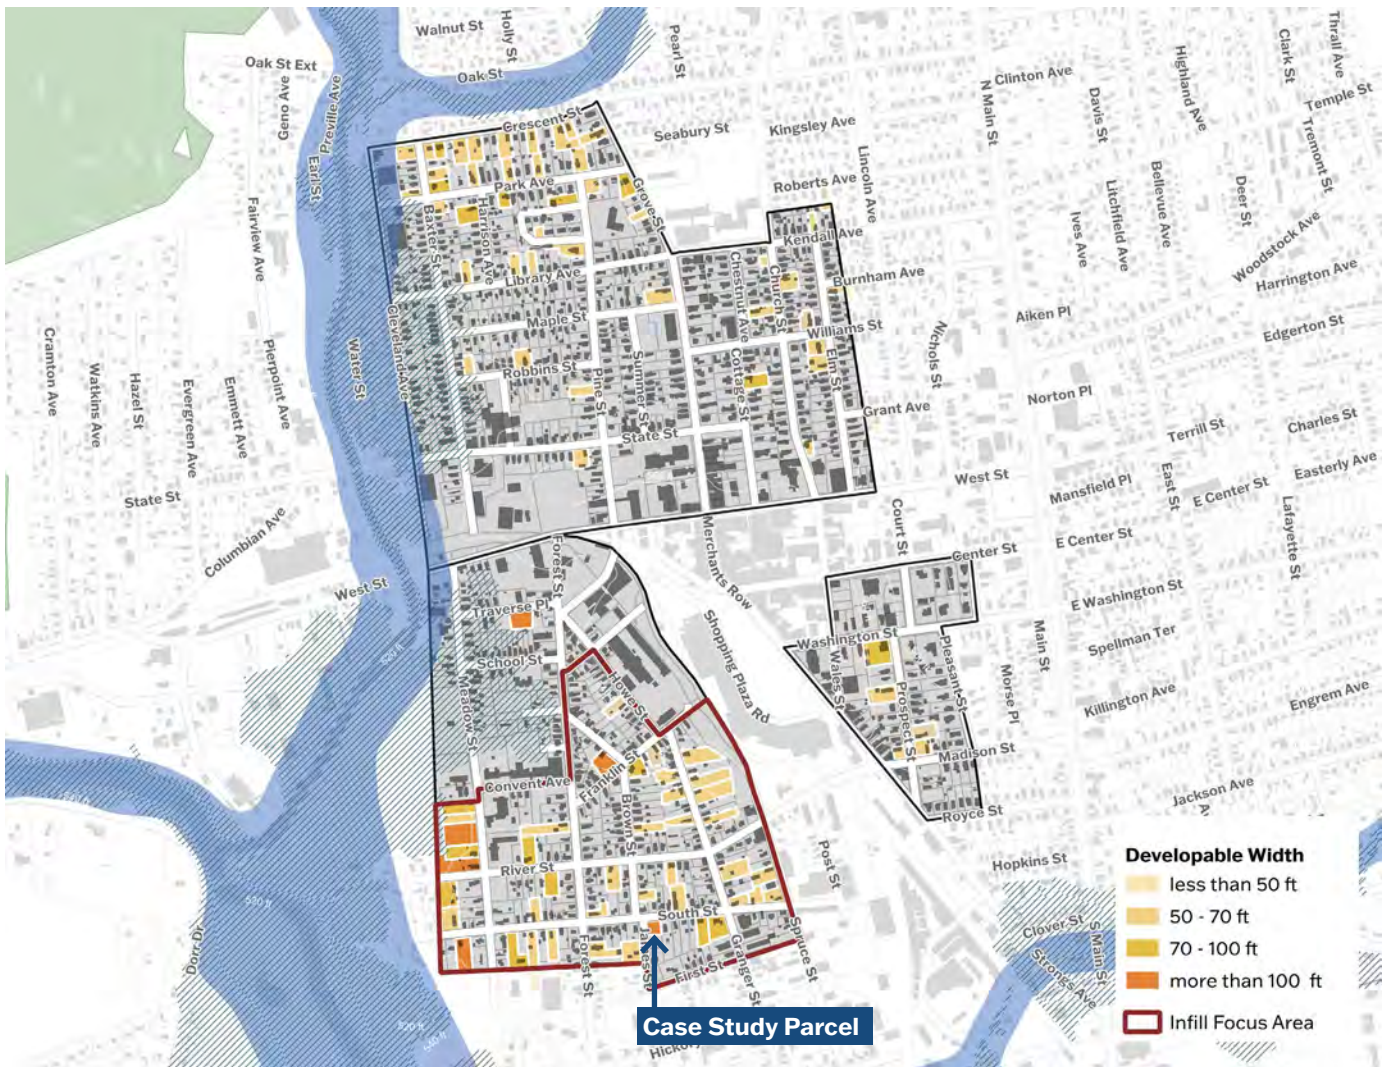 Walnut St
Holly St
Pearl St
Oak St Ext
Oak St
Geno Ave
Preville Ave
Earl St
Crescent St
Seabury St
Kingsley Ave
Clinton Ave
N Main St
Davis St
Highland Ave
Clark St
Thrall Ave
Temple St
Tremont St
Fairview Ave
Park Ave
Grove St
Roberts Ave
Lincoln Ave
Bellevue Ave
Litchfield Ave
Ives Ave
Deer St
Woodstock Ave
Harrington Ave
Baxter St
Harrison Ave
Kendall Ave
Library Ave
Chestnut Ave
Church St
Burnham Ave
Cleveland Ave
Maple St
Williams St
Aiken Pl
Nichols St
Edgerton St
Cramton Ave
Watkins Ave
Hazel St
Evergreen Ave
Emmett Ave
Pierpoint Ave
Water St
Robbins St
Pine St
Summer St
Cottage St
Elm St
Norton Pl
Grant Ave
State St
Terrill St
Charles St
State St
West St
Mansfield Pl
East St
E Center St
Easterly Ave
Lafayette St
Columbian Ave
Court St
Merchants Row
Center St
E Center St
West St
Forest St
Traverse Pl
E Washington St
School St
Howe St
Shopping Plaza Rd
Washington St
Wales St
Pleasant St
Main St
Spellman Ter
520 ft
Meadow St
Prospect St
Morse Pl
Killington Ave
Engrem Ave
Convent Ave
Franklin St
Brown St
Madison St
Jackson Ave
Royce St
River St
Post St
Hopkins St
Developable Width
less than 50 ft
50 - 70 ft
70 - 100 ft
more than 100 ft
Infill Focus Area
520 ft
Dorr Dr
South St
Forest St
James St
First St
Granger St
Spruce St
Clover St
S Main St
Strongs Ave
520 ft
Case Study Parcel